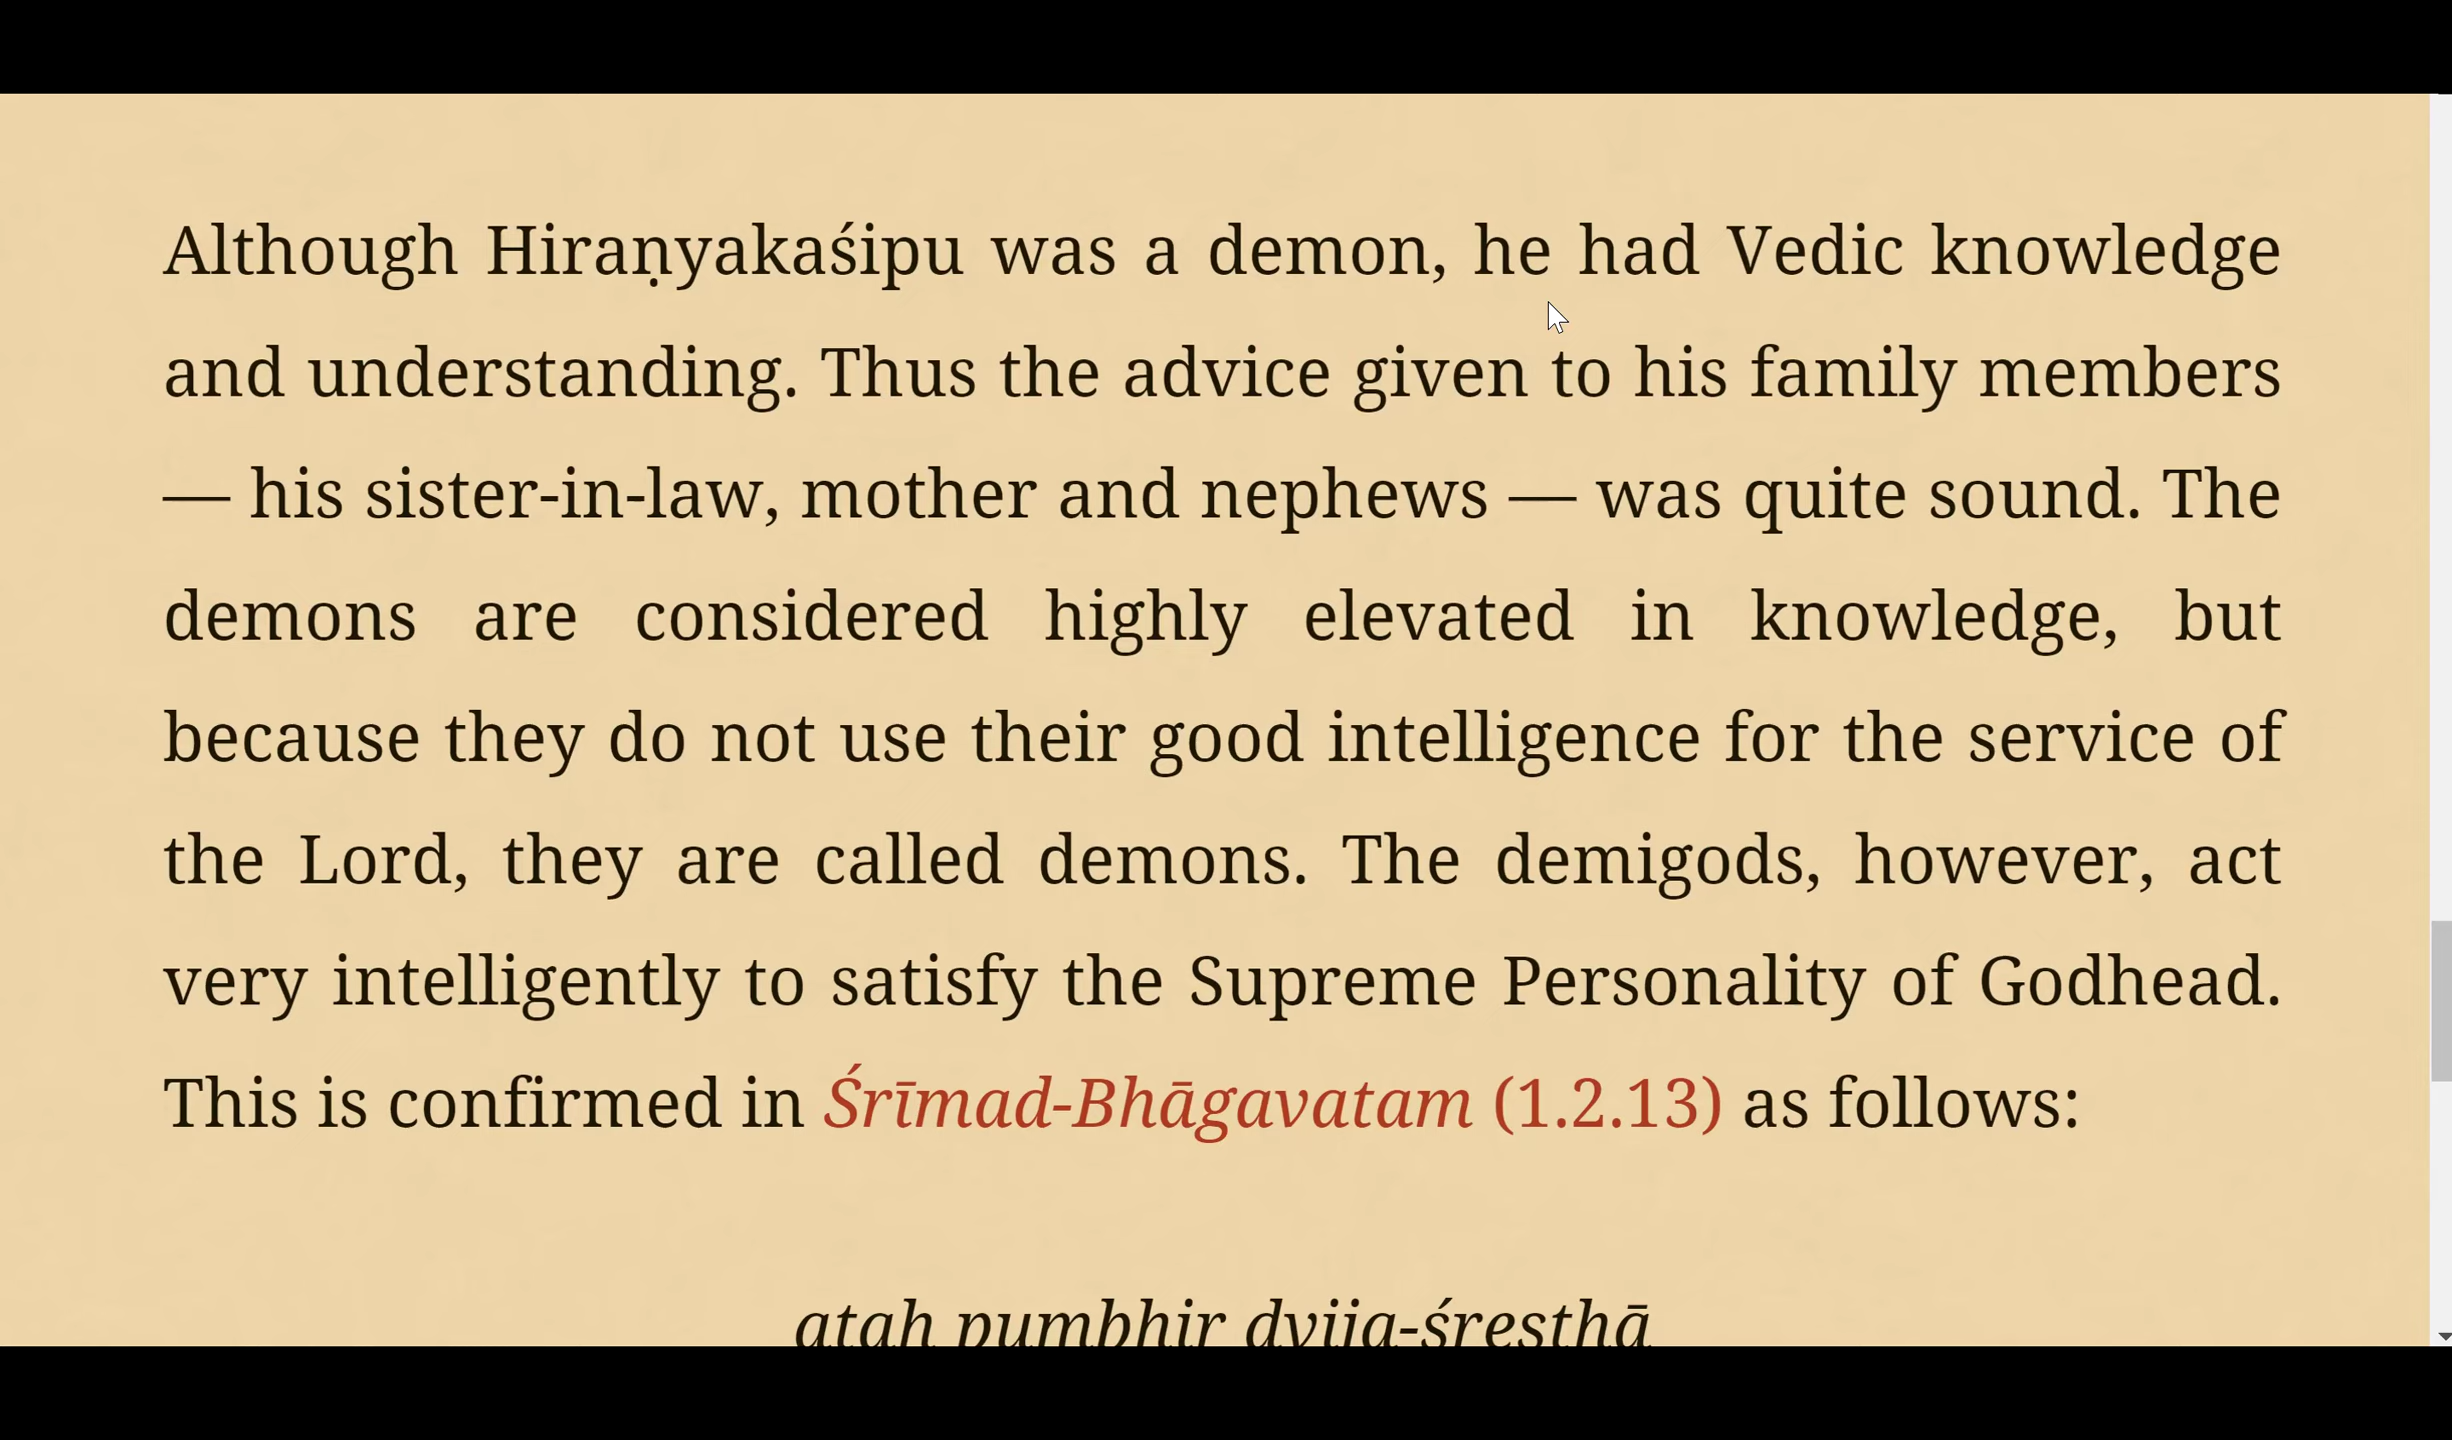 Although Hiraṇyakaśipu was a demon, he had Vedic knowledge
and understanding. Thus the advice given to his family members
— his sister-in-law, mother and nephews — was quite sound. The
demons are considered highly elevated in knowledge, but
because they do not use their good intelligence for the service of
the Lord, they are called demons. The demigods, however, act
very intelligently to satisfy the Supreme Personality of Godhead.
This is confirmed in Śrīmad-Bhāgavatam (1.2.13) as follows:
ataḥ pumbhir dvija-śreṣṭhā